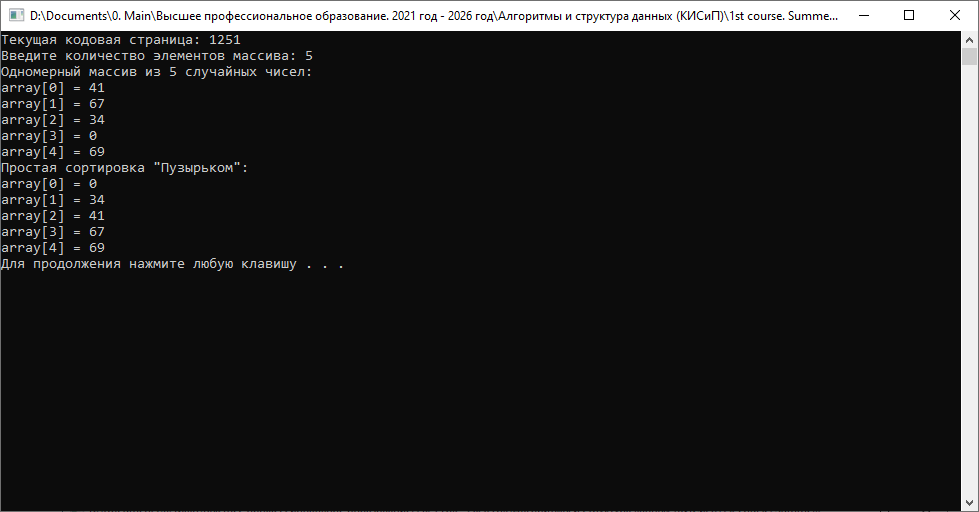 D:\Documents\0. Main\Высшее профессиональное образование. 2021 год - 2026 год\Алгоритмы и структура данных (КИСиП)\1st course. Summe...
Текущая кодовая страница: 1251
Введите количество элементов массива: 5
Одномерный массив из 5 случайных чисел:
array[0] = 41
array[1] = 67
array[2] = 34
array[3] = 0
array[4] = 69
Простая сортировка "Пузырьком":
array[0] = 0
array[1] = 34
array[2] = 41
array[3] = 67
array[4] = 69
Для продолжения нажмите любую клавишу . . .